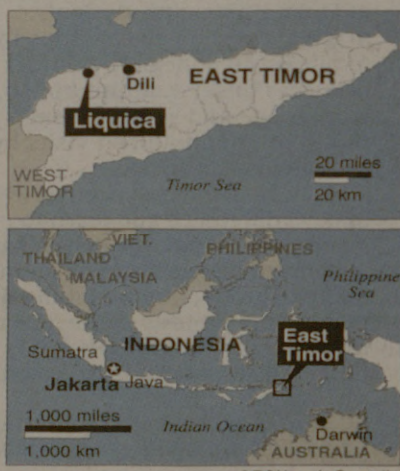 EAST TIMOR
Dili
Liquica
WEST
TIMOR
Timor Sea
20 miles
20 km
VIET.
PHILIPPINES
THAILAND
MALAYSIA
Philippine
Sea
INDONESIA
East
Timor
Sumatra
Jakarta
Java
1,000 miles
Indian Ocean
1,000 km
Darwin
AUSTRALIA